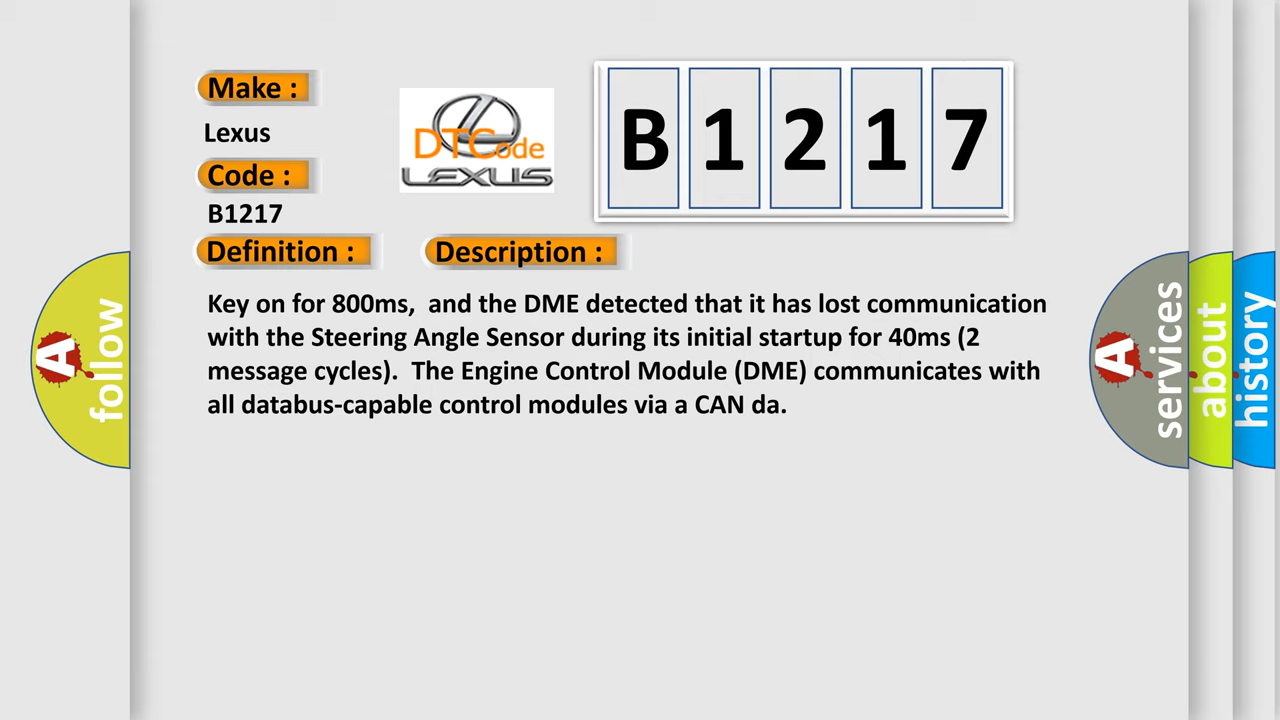 Make :
Lexus
Code :
B1217
Definition :
Description :
DTCode
LEXUS
B 1 2 1 7
Key on for 800ms, and the DME detected that it has lost communication
with the Steering Angle Sensor during its initial startup for 40ms (2
message cycles). The Engine Control Module (DME) communicates with
all databus-capable control modules via a CAN da.
A follow
A services
about
history